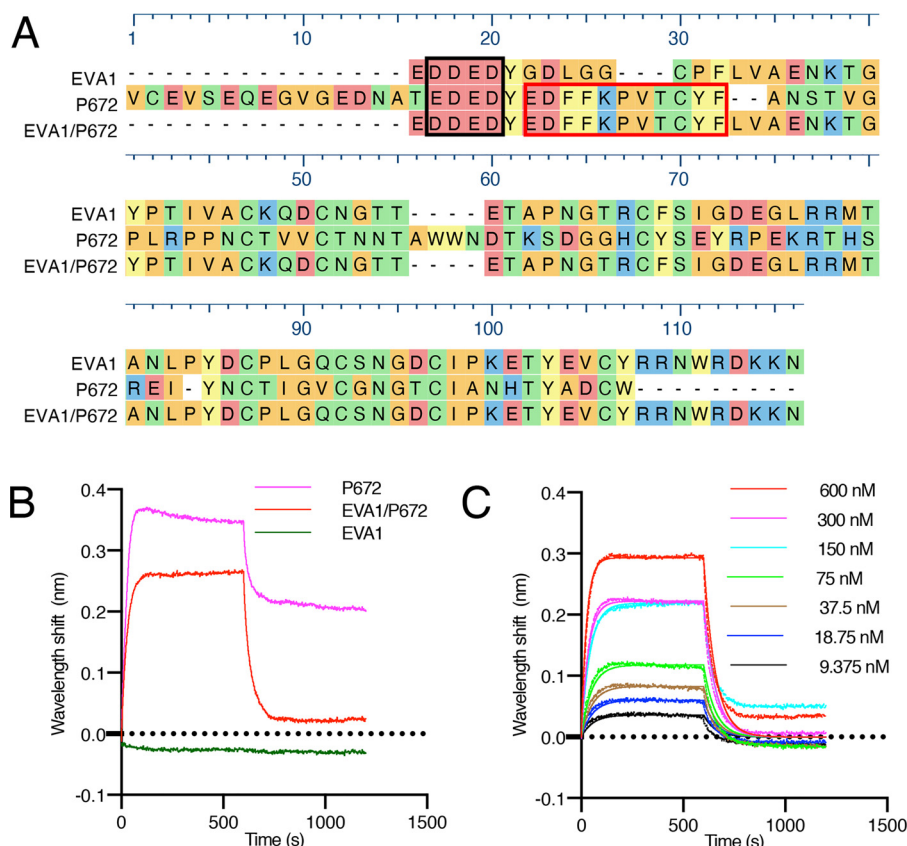 A
1 10 20 30
EVA1 - - - - - - - - - - - - - - - E D D E D Y G D L G G - - - C P F L V A E N K T G
P672 V C E V S E Q E G V G E D N A T E D E D Y E D F F K P V T C Y F - - A N S T V G
EVA1/P672 - - - - - - - - - - - - - - - E D D E D Y E D F F K P V T C Y F L V A E N K T G
50 60 70
EVA1 Y P T I V A C K Q D C N G T T - - - - E T A P N G T R C F S I G D E G L R R M T
P672 P L R P P N C T V V C T N N T A W W N D T K S D G G H C Y S E Y R P E K R T H S
EVA1/P672 Y P T I V A C K Q D C N G T T - - - - E T A P N G T R C F S I G D E G L R R M T
90 100 110
EVA1 A N L P Y D C P L G Q C S N G D C I P K E T Y E V C Y R R N W R D K K N
P672 R E I - Y N C T I G V C G N G T C I A N H T Y A D C W - - - - - - - - -
EVA1/P672 A N L P Y D C P L G Q C S N G D C I P K E T Y E V C Y R R N W R D K K N
B
Wavelength shift (nm)
0.4
0.3
0.2
0.1
0.0
-0.1
0 500 1000 1500
Time (s)
P672
EVA1/P672
EVA1
C
Wavelength shift (nm)
0.4
0.3
0.2
0.1
0.0
-0.1
0 500 1000 1500
Time (s)
600 nM
300 nM
150 nM
75 nM
37.5 nM
18.75 nM
9.375 nM